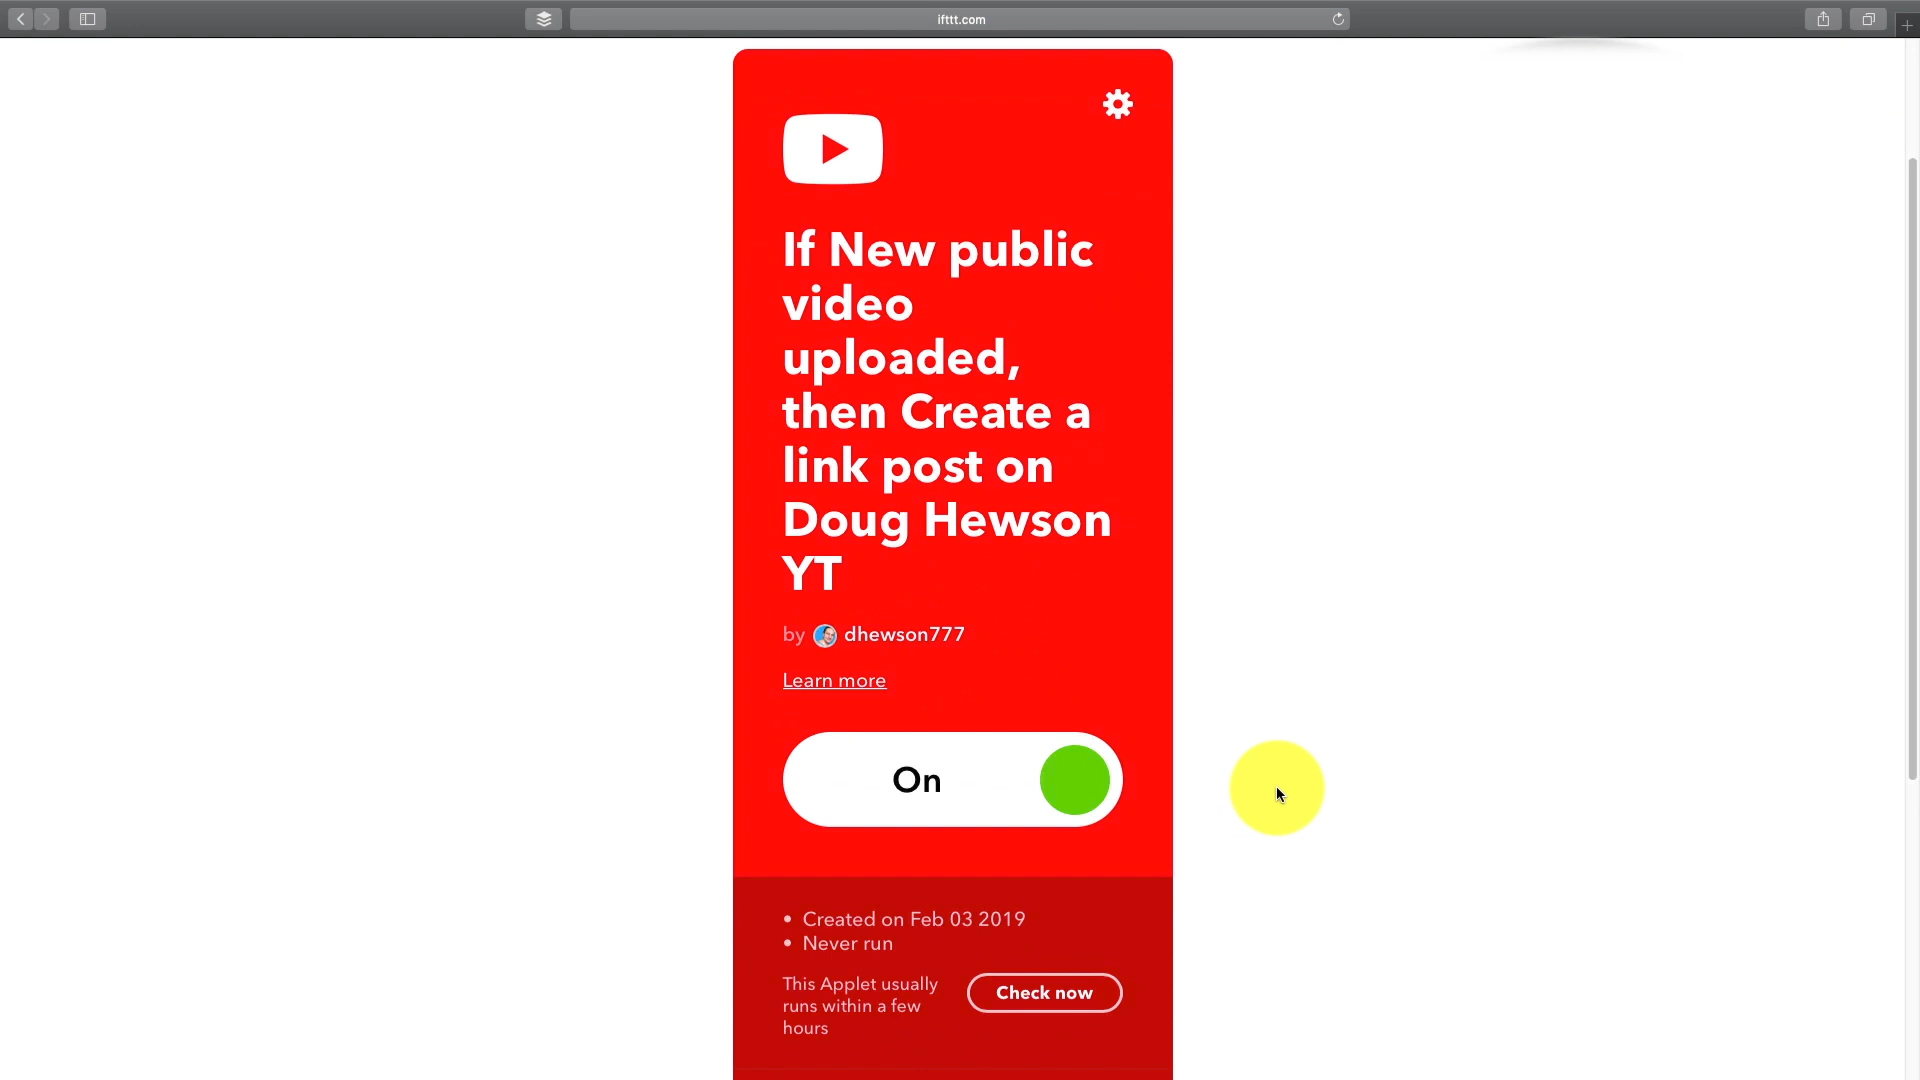 ifttt.com
If New public
video
uploaded,
then Create a
link post on
Doug Hewson
YT
by dhewson777
Learn more
On
• Created on Feb 03 2019
• Never run
This Applet usually
runs within a few
hours
Check now